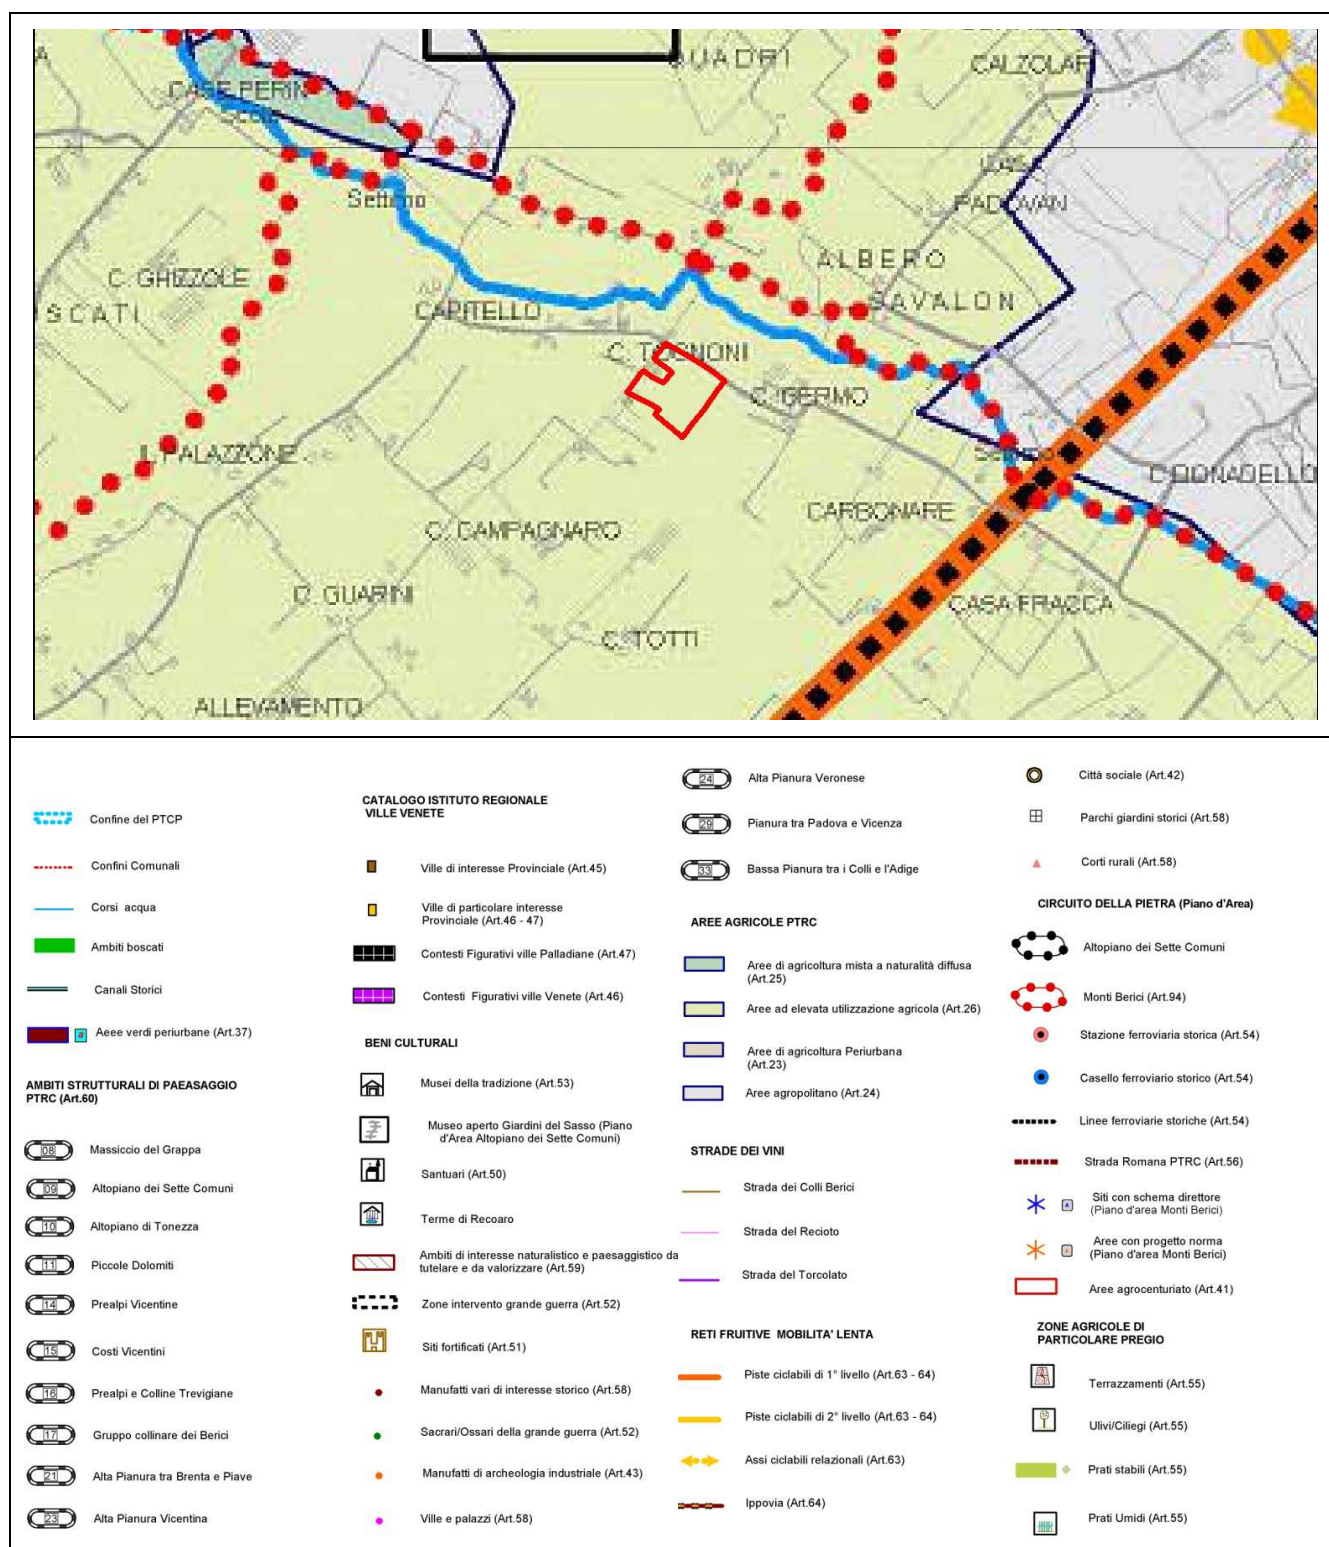 QUADRI
CALZOLAR
CASE PERIN
PADOVAN
Settimo
C. GHIZZOLE
ALBERO
SCATI
CAPITELLO
SAVALON
C. TOGNONI
C. GERMO
IL PALAZZONE
C. DONADELLO
CARBONARE
C. CAMPAGNARO
C. GUARINI
CASA FRACCA
C. TOTTI
ALLEVAMENTO
Confine del PTCP
Confini Comunali
Corsi acqua
Ambiti boscati
Canali Storici
a
Aeee verdi periurbane (Art.37)
AMBITI STRUTTURALI DI PAEASAGGIO
PTRC (Art.60)
08 Massiccio del Grappa
09 Altopiano dei Sette Comuni
10 Altopiano di Tonezza
11 Piccole Dolomiti
14 Prealpi Vicentine
15 Costi Vicentini
16 Prealpi e Colline Trevigiane
17 Gruppo collinare dei Berici
21 Alta Pianura tra Brenta e Piave
23 Alta Pianura Vicentina
CATALOGO ISTITUTO REGIONALE
VILLE VENETE
Ville di interesse Provinciale (Art.45)
Ville di particolare interesse
Provinciale (Art.46 - 47)
Contesti Figurativi ville Palladiane (Art.47)
Contesti Figurativi ville Venete (Art.46)
BENI CULTURALI
Musei della tradizione (Art.53)
Museo aperto Giardini del Sasso (Piano
d'Area Altopiano dei Sette Comuni)
Santuari (Art.50)
Terme di Recoaro
Ambiti di interesse naturalistico e paesaggistico da
tutelare e da valorizzare (Art.59)
Zone intervento grande guerra (Art.52)
Siti fortificati (Art.51)
Manufatti vari di interesse storico (Art.58)
Sacrari/Ossari della grande guerra (Art.52)
Manufatti di archeologia industriale (Art.43)
Ville e palazzi (Art.58)
24 Alta Pianura Veronese
29 Pianura tra Padova e Vicenza
33 Bassa Pianura tra i Colli e l'Adige
AREE AGRICOLE PTRC
Aree di agricoltura mista a naturalità diffusa
(Art.25)
Aree ad elevata utilizzazione agricola (Art.26)
Aree di agricoltura Periurbana
(Art.23)
Aree agropolitano (Art.24)
STRADE DEI VINI
Strada dei Colli Berici
Strada del Recioto
Strada del Torcolato
RETI FRUITIVE MOBILITA' LENTA
Piste ciclabili di 1° livello (Art.63 - 64)
Piste ciclabili di 2° livello (Art.63 - 64)
Assi ciclabili relazionali (Art.63)
Ippovia (Art.64)
Città sociale (Art.42)
Parchi giardini storici (Art.58)
Corti rurali (Art.58)
CIRCUITO DELLA PIETRA (Piano d'Area)
Altopiano dei Sette Comuni
Monti Berici (Art.94)
Stazione ferroviaria storica (Art.54)
Casello ferroviario storico (Art.54)
Linee ferroviarie storiche (Art.54)
Strada Romana PTRC (Art.56)
Siti con schema direttore
(Piano d'area Monti Berici)
Aree con progetto norma
(Piano d'area Monti Berici)
Aree agrocenturiato (Art.41)
ZONE AGRICOLE DI
PARTICOLARE PREGIO
Terrazzamenti (Art.55)
Ulivi/Ciliegi (Art.55)
Prati stabili (Art.55)
Prati Umidi (Art.55)